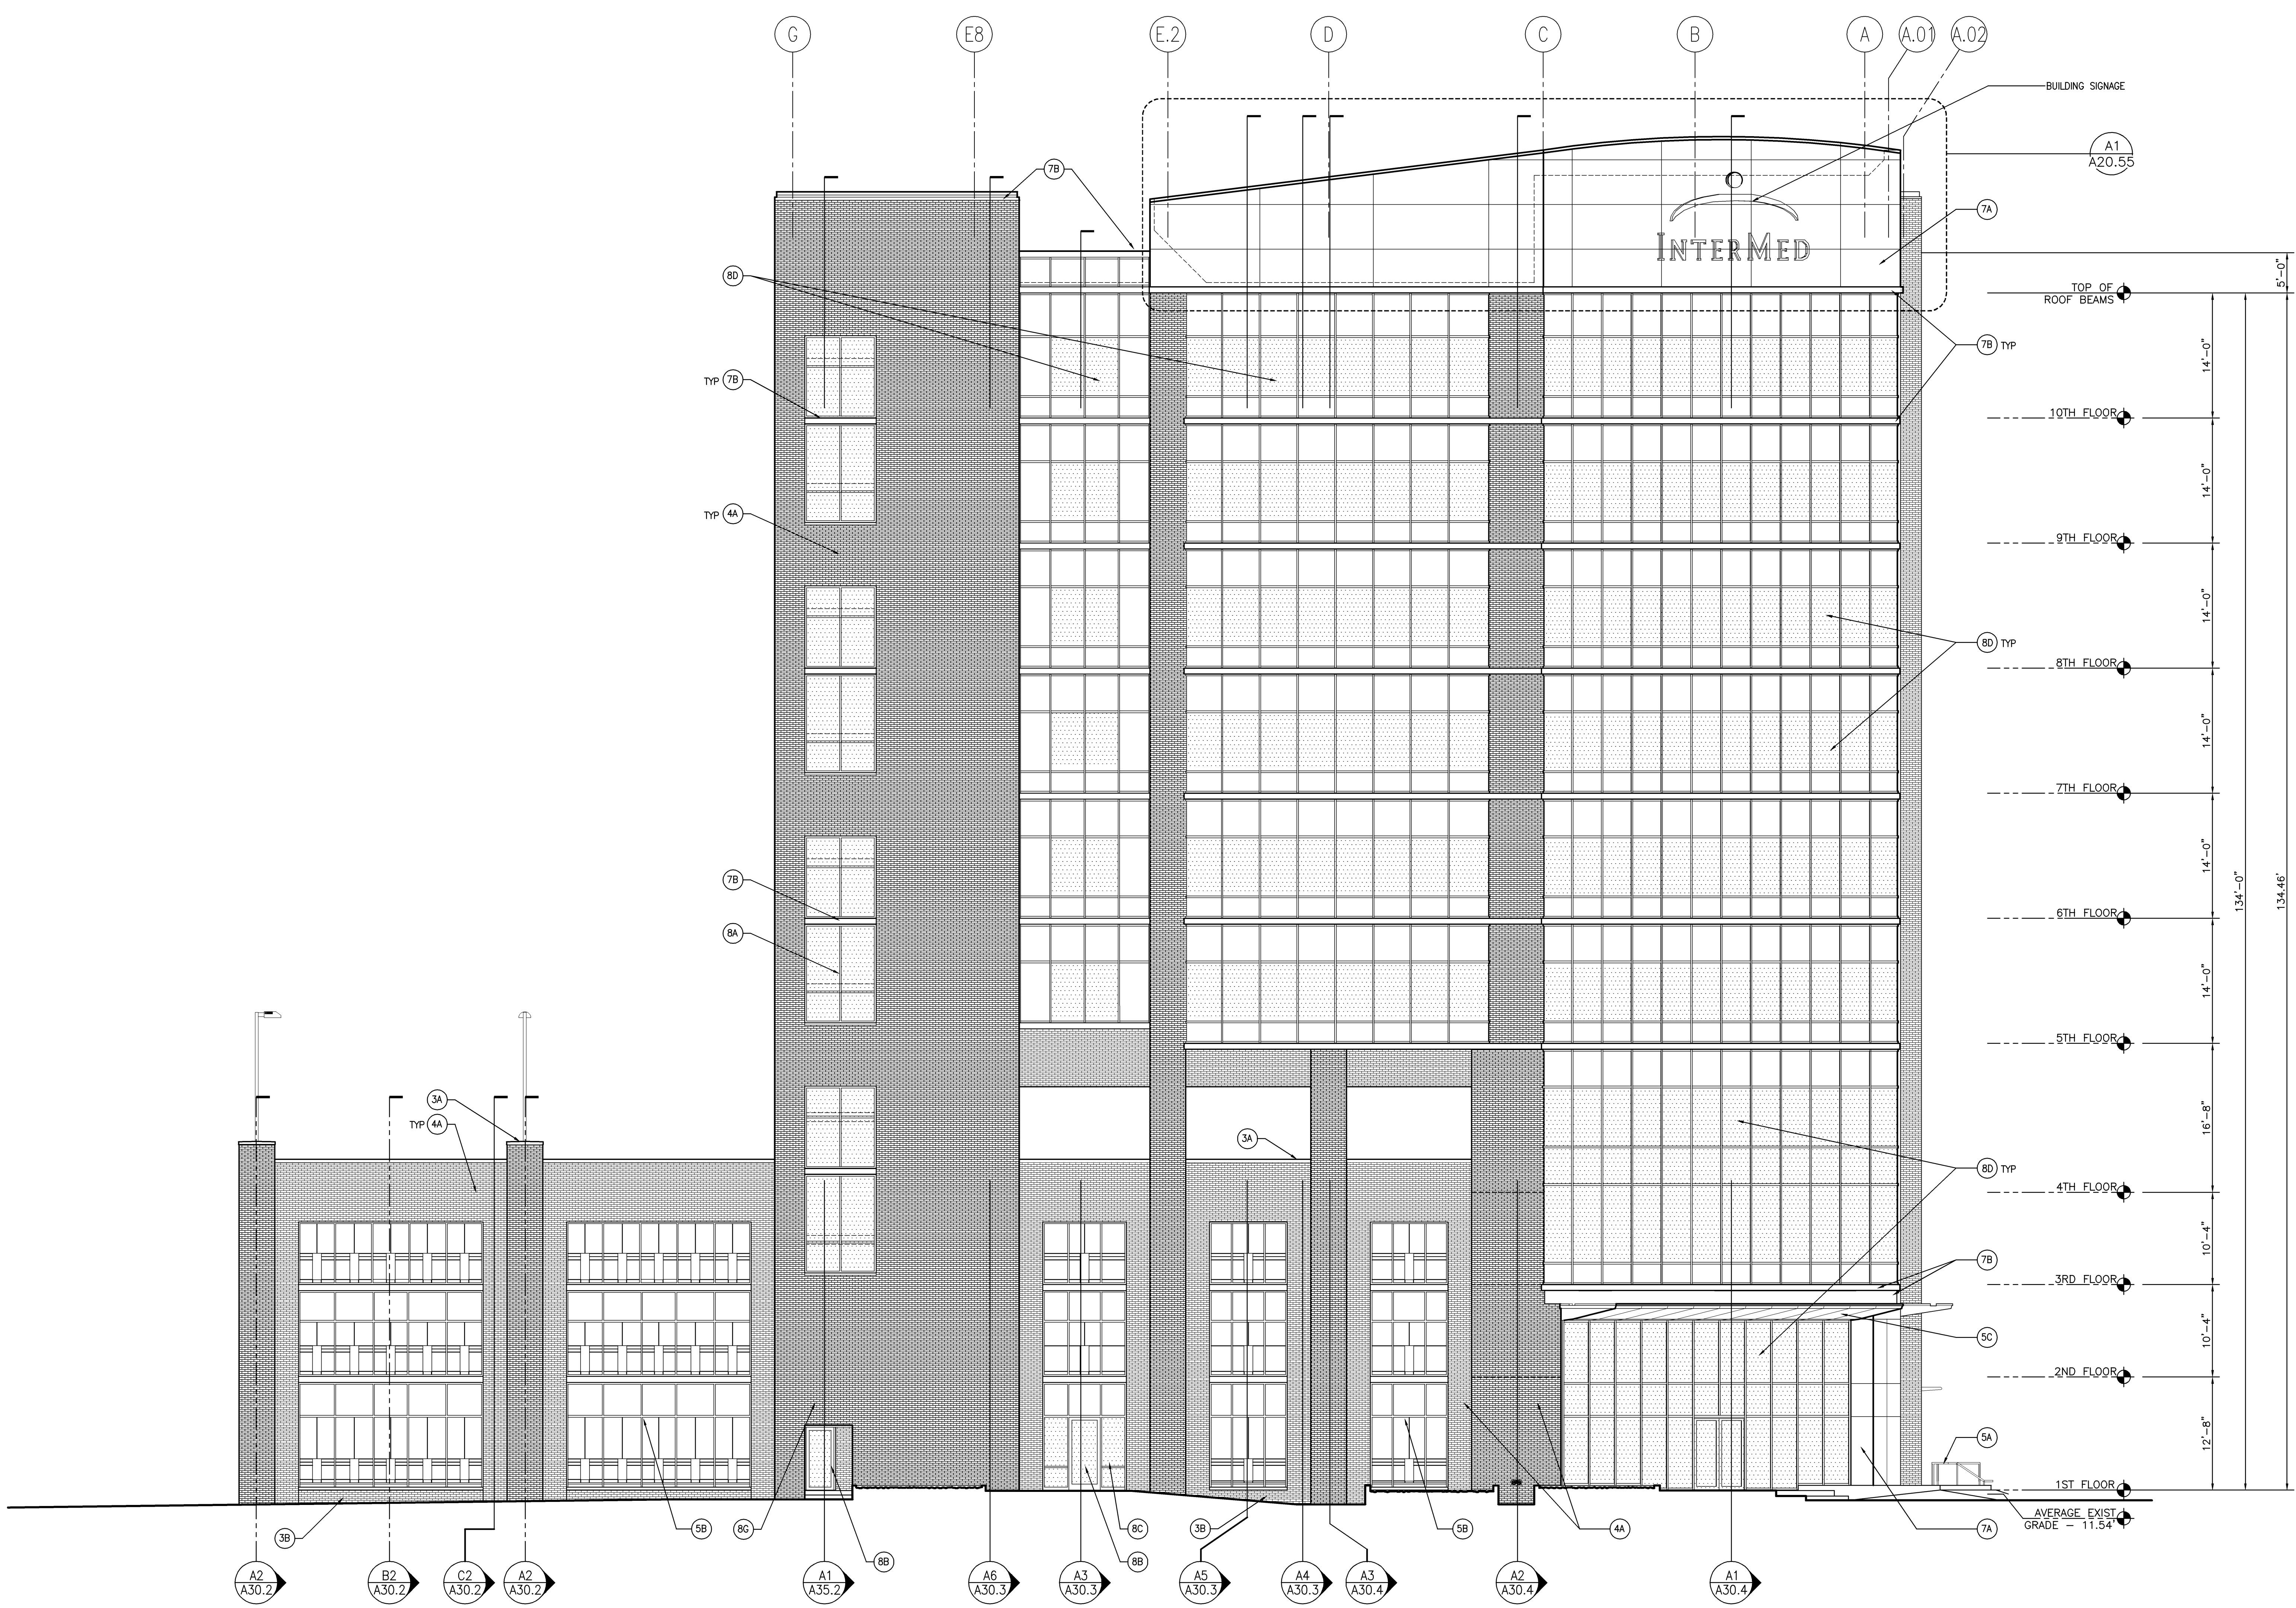 G
E8
E.2
D
C
B
A
A.01
A.02
BUILDING SIGNAGE
A1
A20.55
7B
7A
INTERMED
8D
5'-0"
TOP OF
ROOF BEAMS
7B TYP
14'-0"
TYP 7B
10TH FLOOR
14'-0"
TYP 4A
9TH FLOOR
14'-0"
8D TYP
8TH FLOOR
14'-0"
7TH FLOOR
14'-0"
7B
6TH FLOOR
134'-0"
134.46'
8A
14'-0"
5TH FLOOR
3A
TYP 4A
3A
16'-8"
8D TYP
4TH FLOOR
10'-4"
7B
3RD FLOOR
5C
10'-4"
2ND FLOOR
5A
12'-8"
1ST FLOOR
AVERAGE EXIST
GRADE - 11.54'
3B
5B
8G
8B
8C
8B
3B
5B
4A
7A
A2
A30.2
B2
A30.2
C2
A30.2
A2
A30.2
A1
A35.2
A6
A30.3
A3
A30.3
A5
A30.3
A4
A30.3
A3
A30.4
A2
A30.4
A1
A30.4